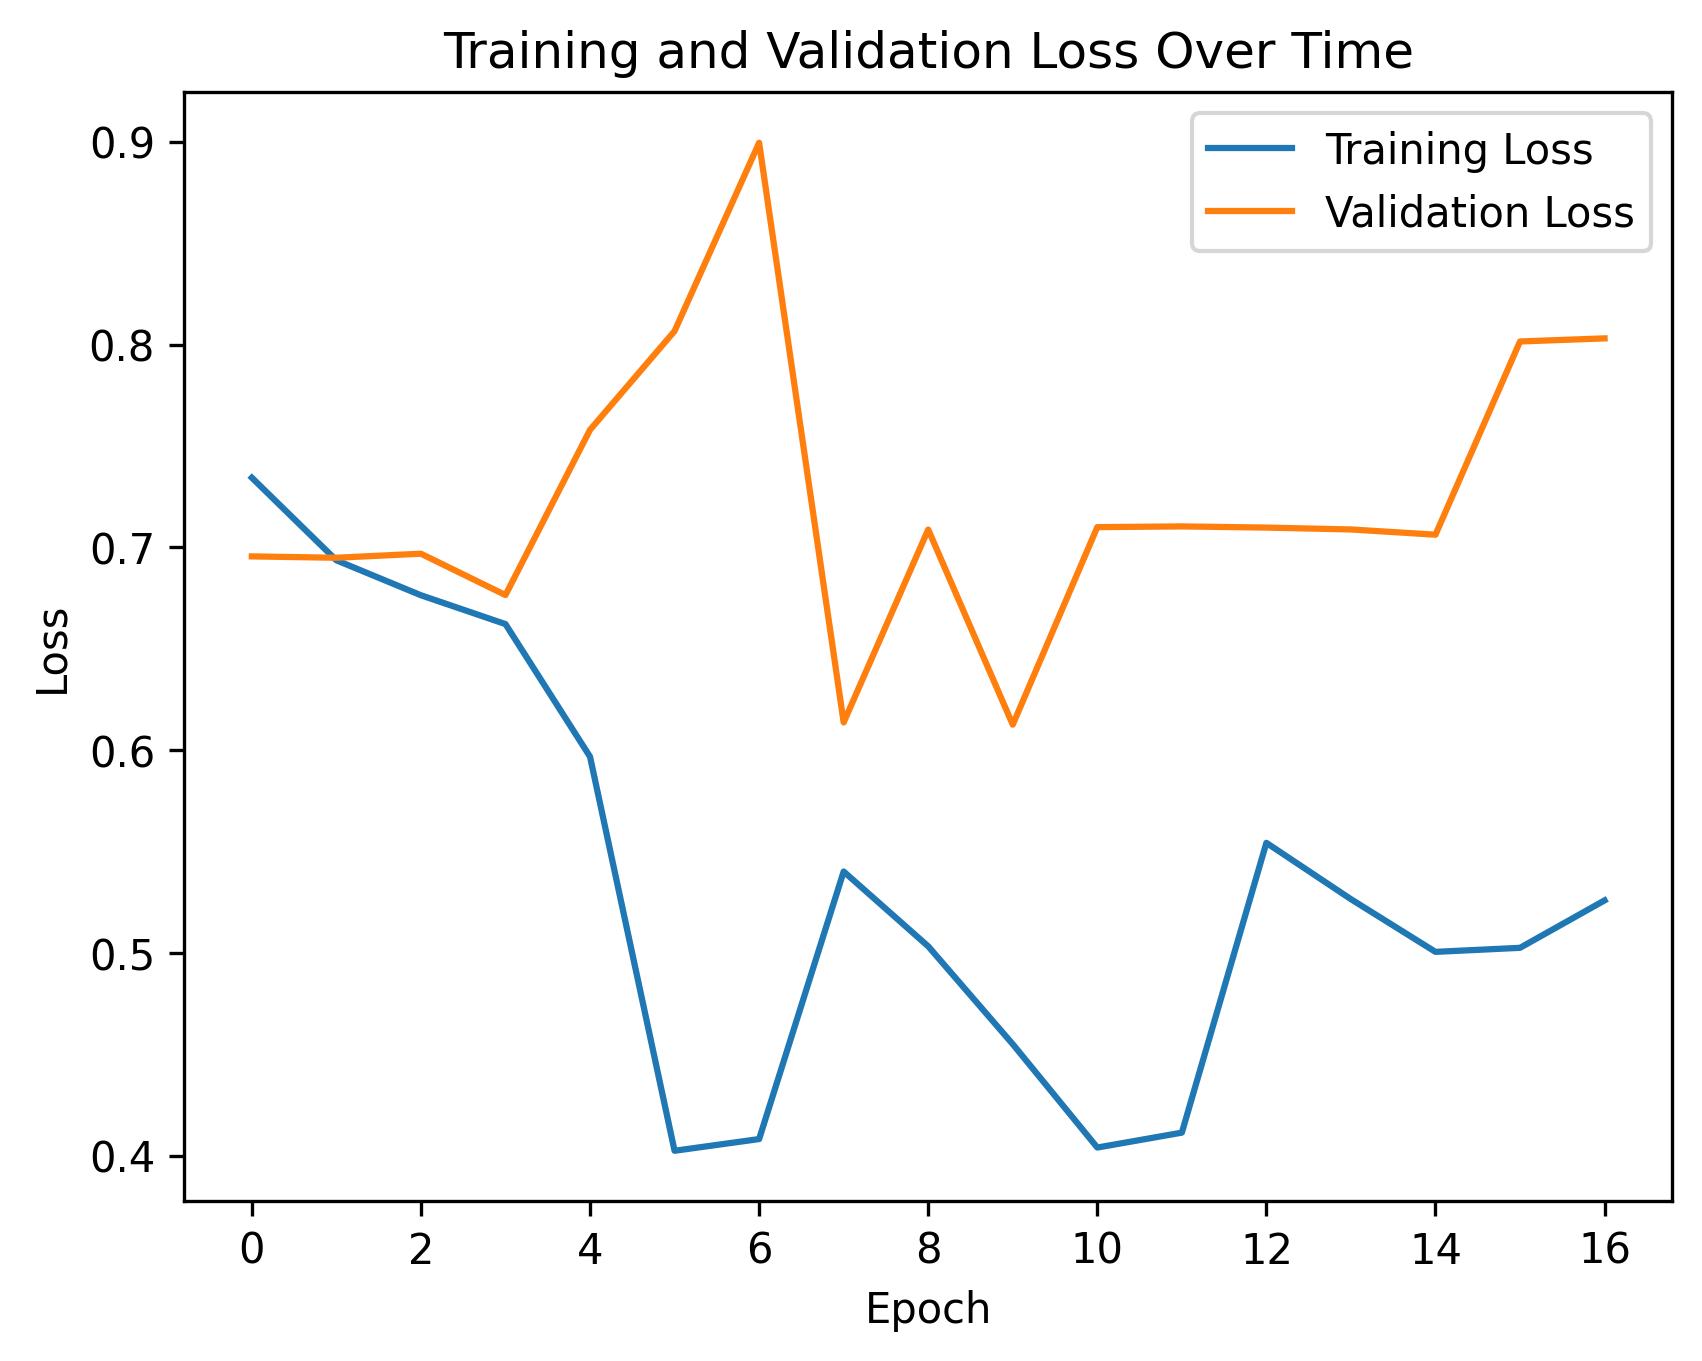 Training and Validation Loss Over Time
Training Loss
Validation Loss
0.9
0.8
0.7
0.6
0.5
0.4
Loss
0 2 4 6 8 10 12 14 16
Epoch